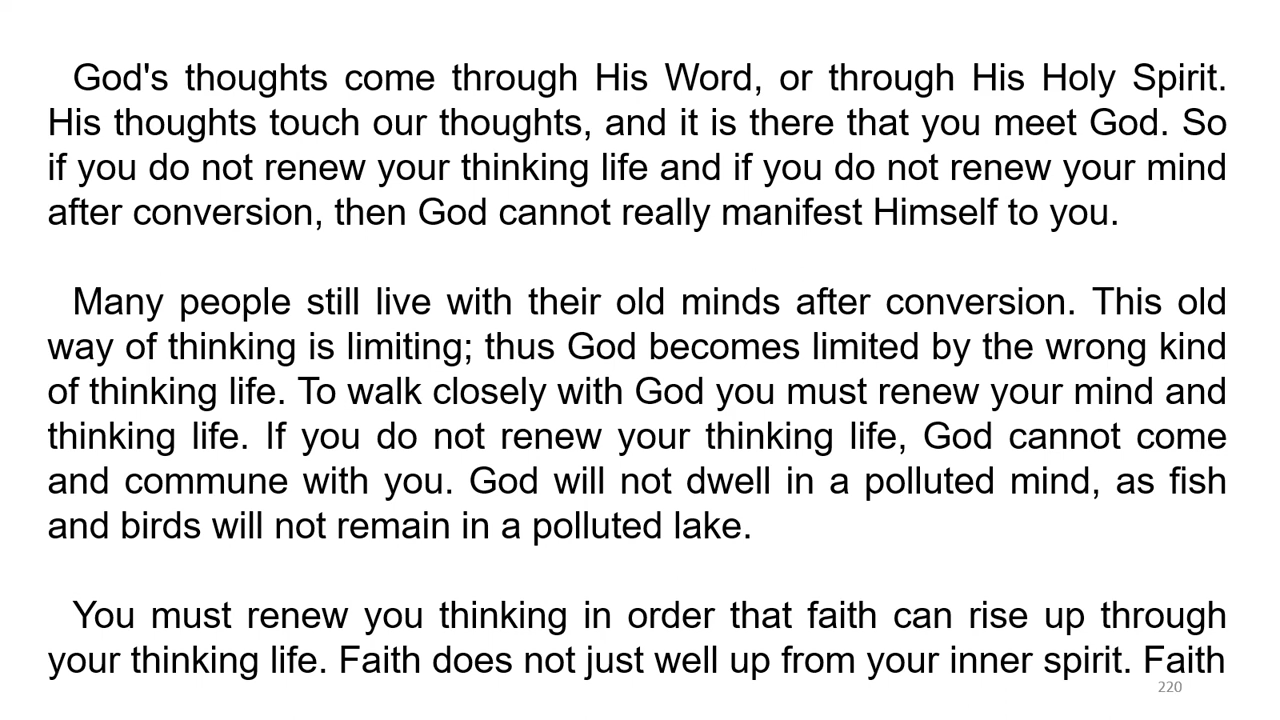 God's thoughts come through His Word, or through His Holy Spirit.
His thoughts touch our thoughts, and it is there that you meet God. So
if you do not renew your thinking life and if you do not renew your mind
after conversion, then God cannot really manifest Himself to you.
Many people still live with their old minds after conversion. This old
way of thinking is limiting; thus God becomes limited by the wrong kind
of thinking life. To walk closely with God you must renew your mind and
thinking life. If you do not renew your thinking life, God cannot come
and commune with you. God will not dwell in a polluted mind, as fish
and birds will not remain in a polluted lake.
You must renew you thinking in order that faith can rise up through
your thinking life. Faith does not just well up from your inner spirit. Faith
220